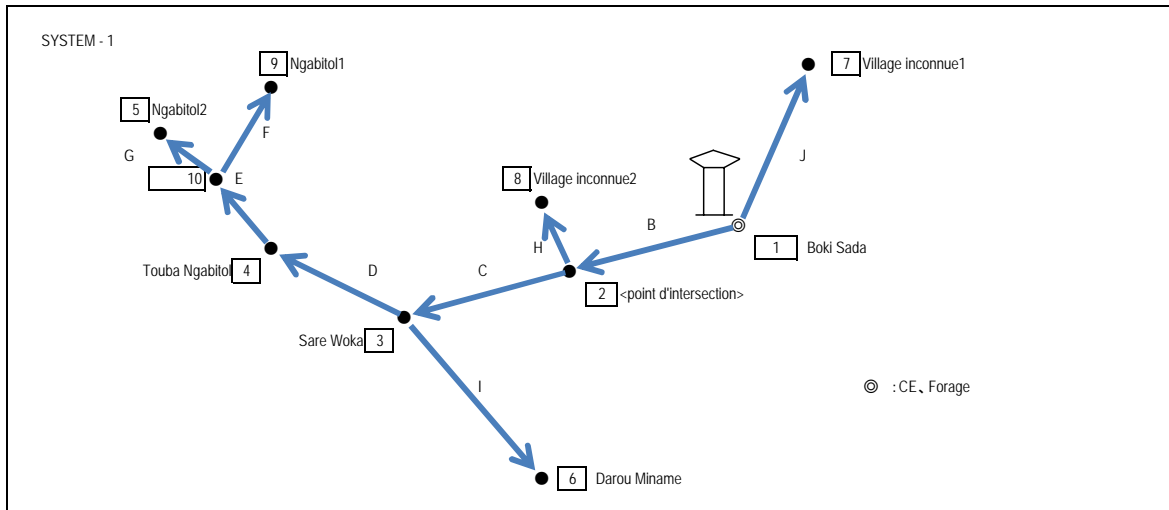 SYSTEM - 1
9 Ngabitol1
7 Village inconnue1
5 Ngabitol2
F
G
J
10 E
8 Village inconnue2
B
H
1 Boki Sada
Touba Ngabitol 4
D
C
2 <point d'intersection>
Sare Woka 3
I
◎ : CE、Forage
6 Darou Miname